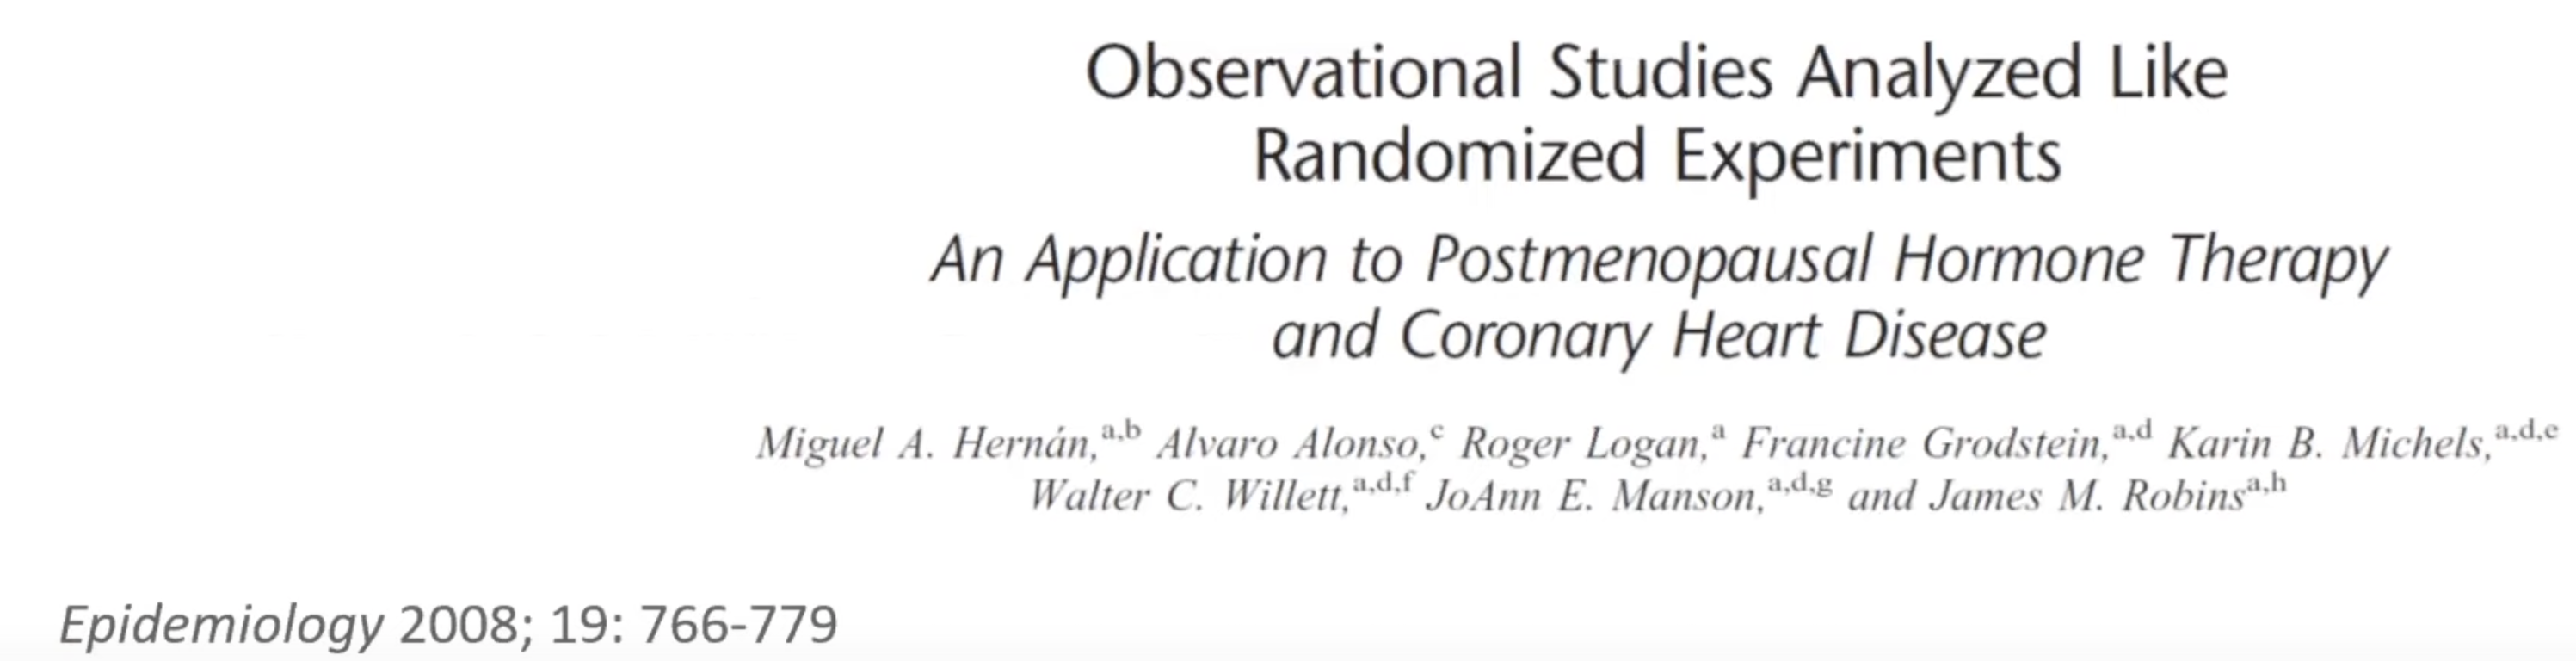 Observational Studies Analyzed Like
Randomized Experiments
An Application to Postmenopausal Hormone Therapy
and Coronary Heart Disease
Miguel A. Hernán,a,b Alvaro Alonso,c Roger Logan,a Francine Grodstein,a,d Karin B. Michels,a,d,e
Walter C. Willett,a,d,f JoAnn E. Manson,a,d,g and James M. Robinsa,h
Epidemiology 2008; 19: 766-779